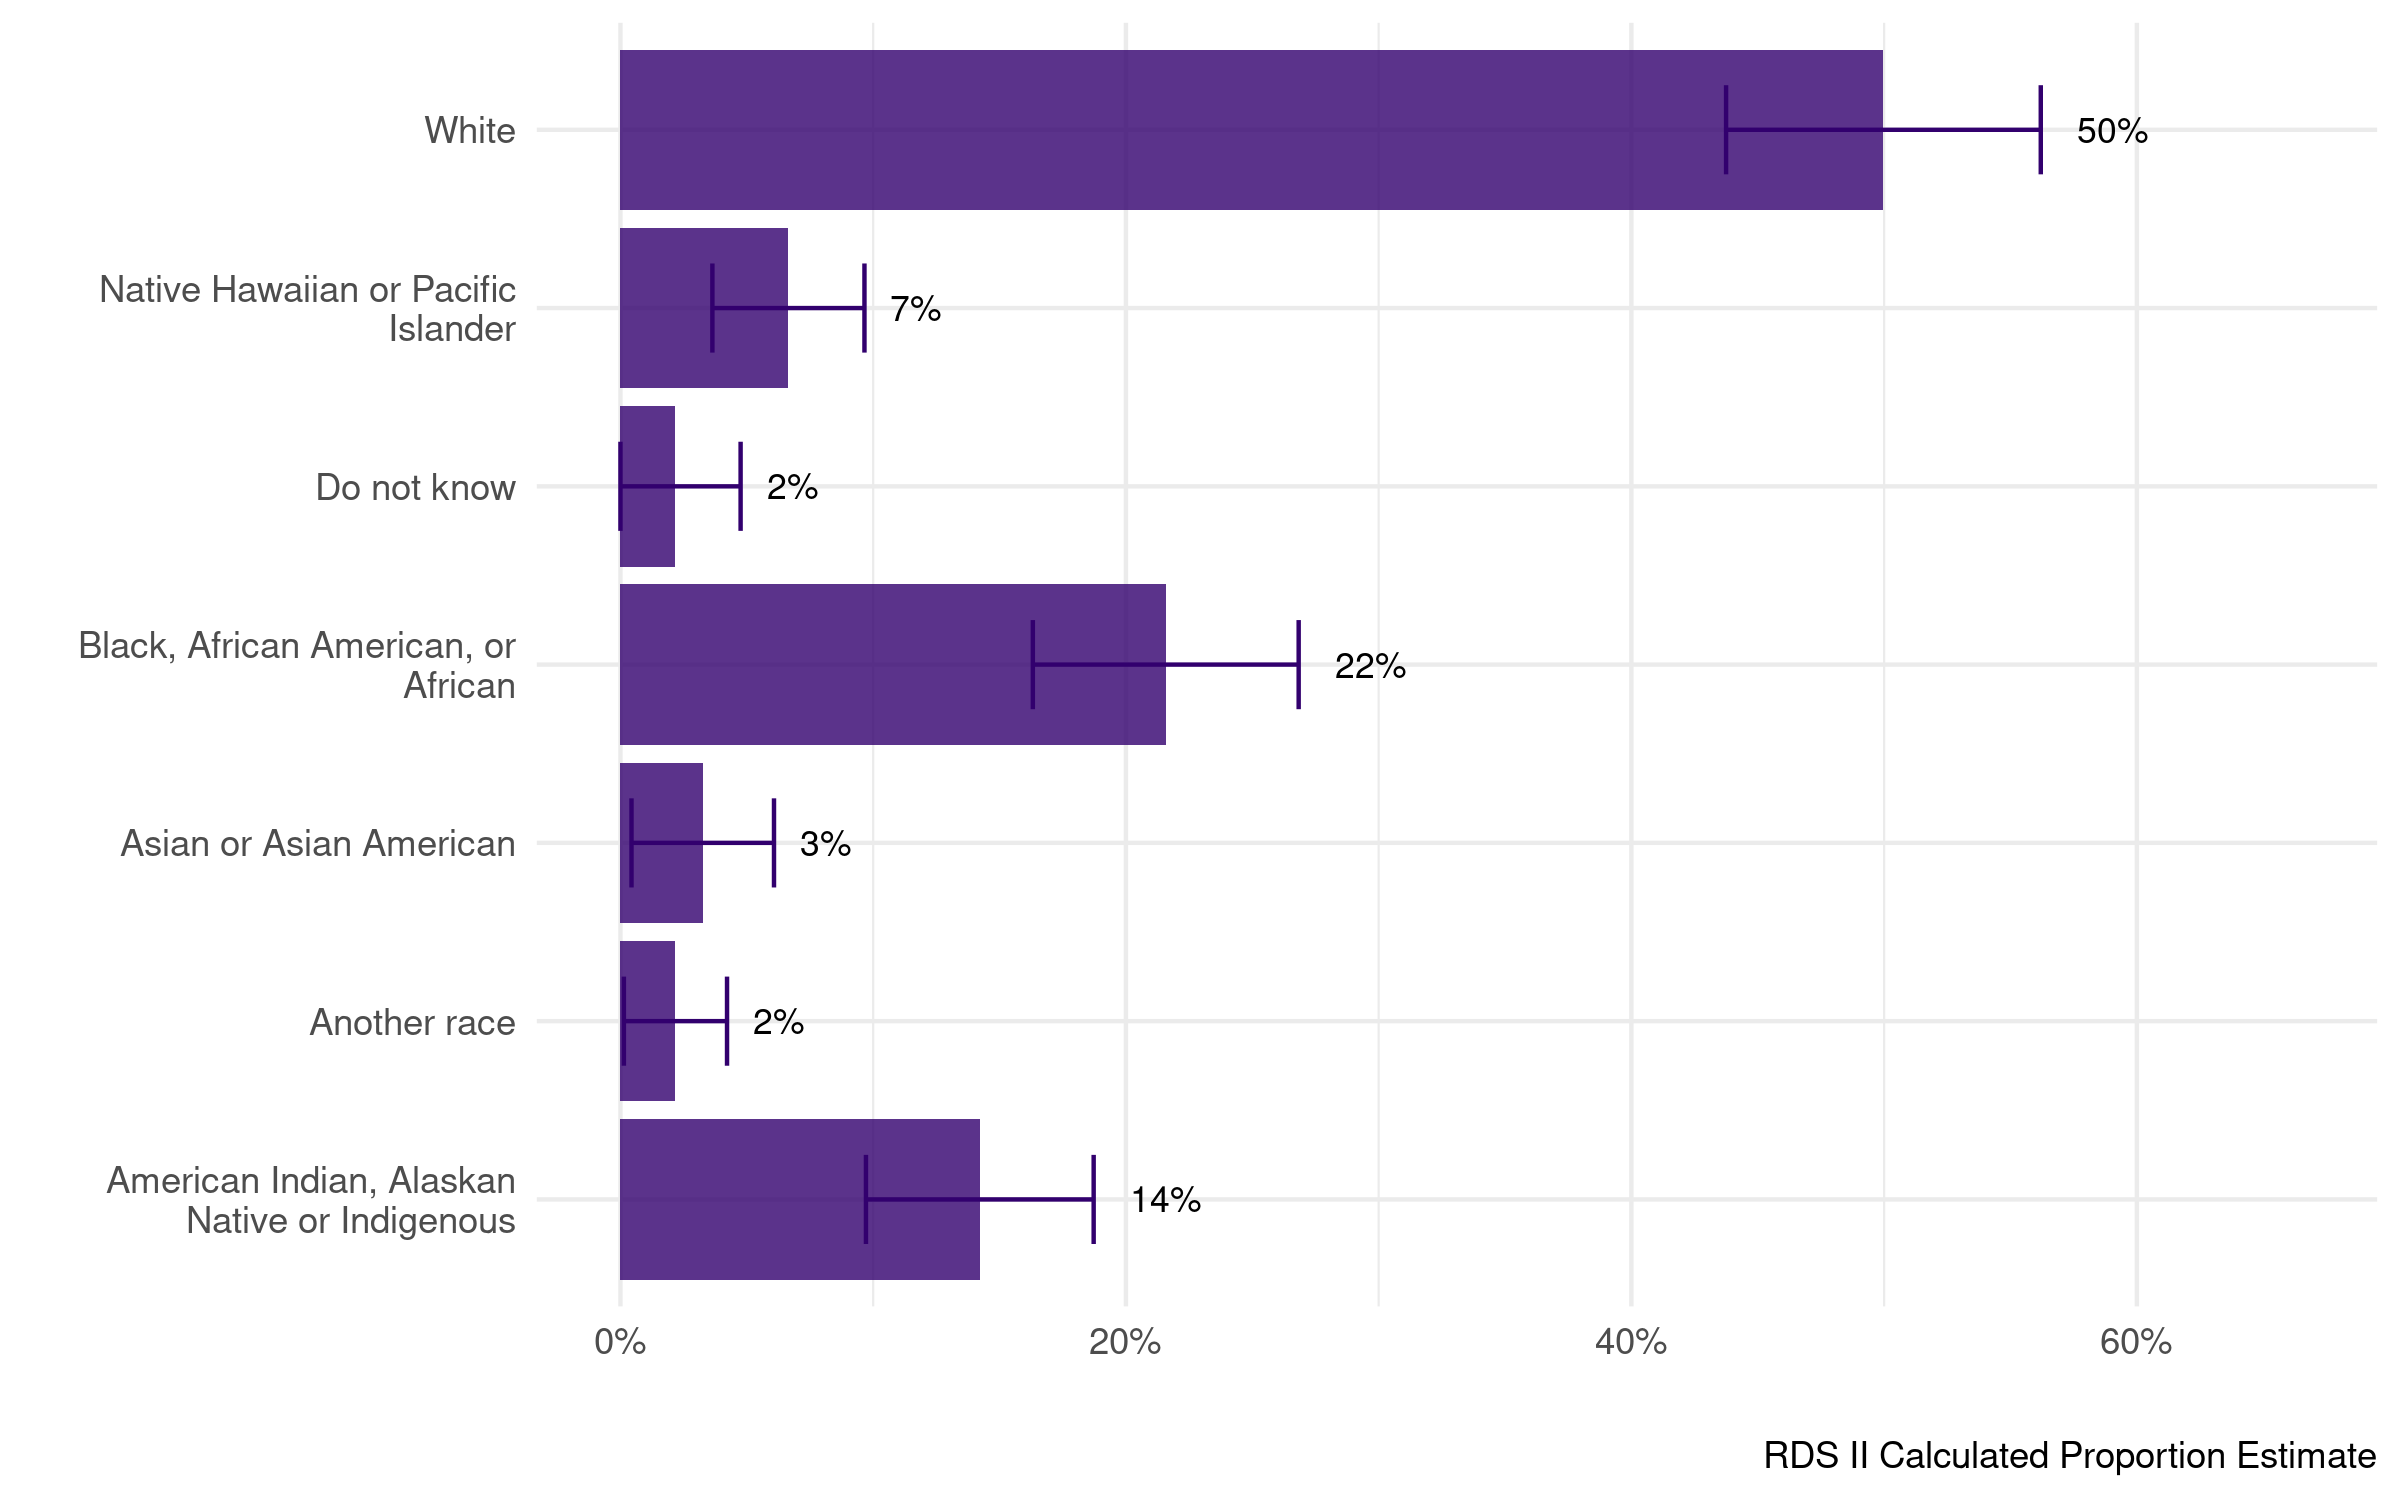 White
50%
Native Hawaiian or Pacific
Islander
7%
Do not know
2%
Black, African American, or
African
22%
Asian or Asian American
3%
Another race
2%
American Indian, Alaskan
Native or Indigenous
14%
0% 20% 40% 60%
RDS II Calculated Proportion Estimate